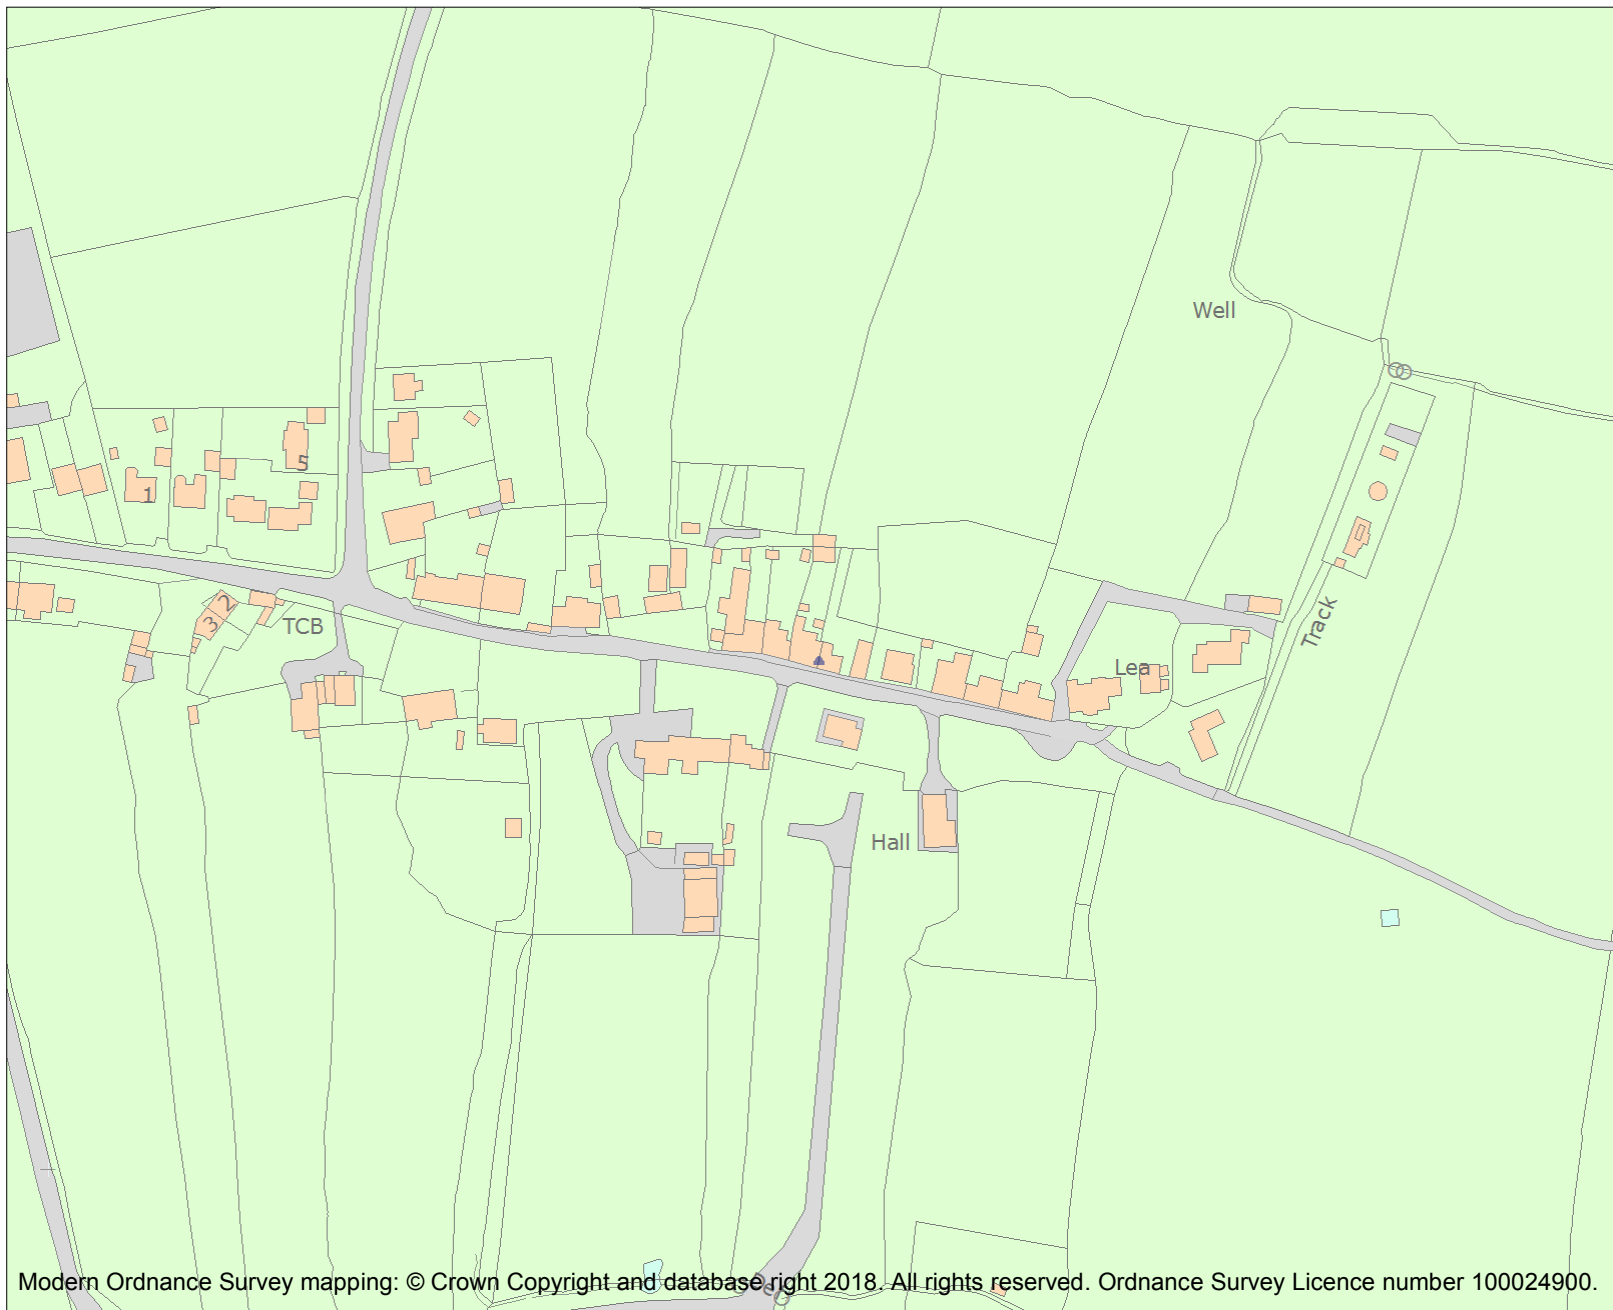 Well
5
1
2
3
TCB
Track
Lea
Hall
Modern Ordnance Survey mapping: © Crown Copyright and database right 2018. All rights reserved. Ordnance Survey Licence number 100024900.